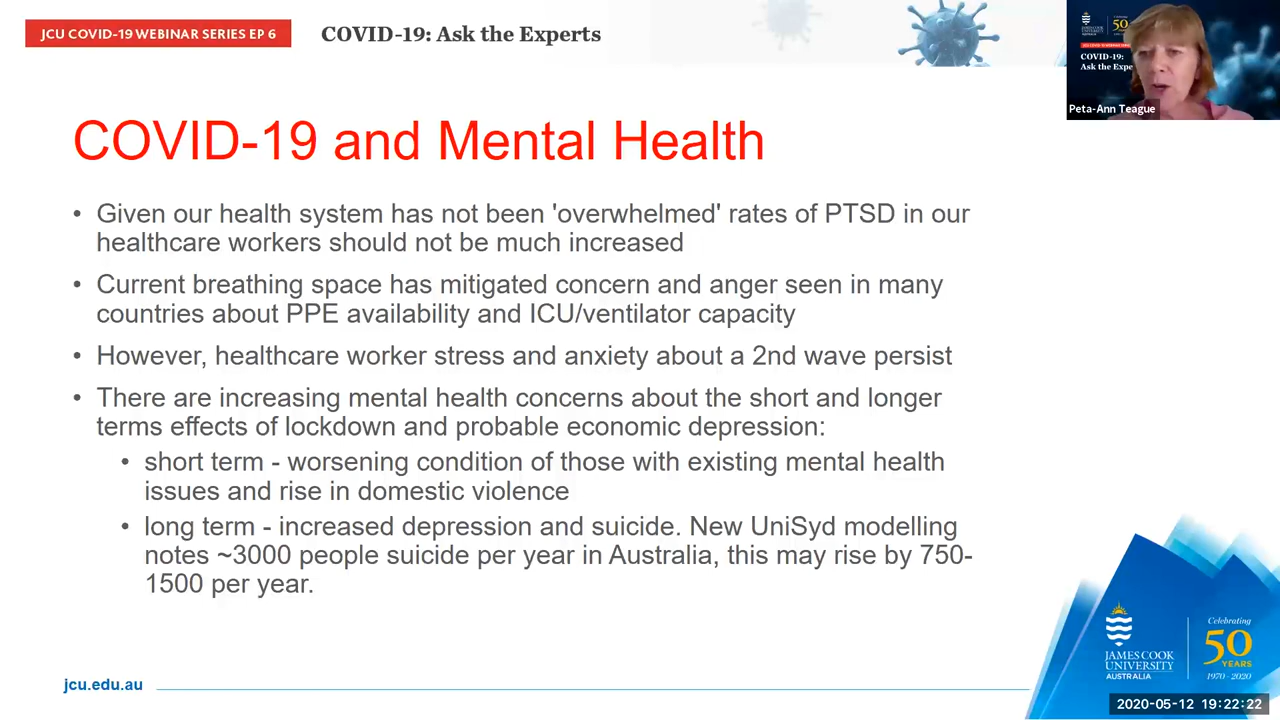 JCU COVID-19 WEBINAR SERIES EP 6
COVID-19: Ask the Experts
COVID-19:
Ask the Expe
Peta-Ann Teague
COVID-19 and Mental Health
• Given our health system has not been 'overwhelmed' rates of PTSD in our
healthcare workers should not be much increased
• Current breathing space has mitigated concern and anger seen in many
countries about PPE availability and ICU/ventilator capacity
• However, healthcare worker stress and anxiety about a 2nd wave persist
• There are increasing mental health concerns about the short and longer
terms effects of lockdown and probable economic depression:
• short term - worsening condition of those with existing mental health
issues and rise in domestic violence
• long term - increased depression and suicide. New UniSyd modelling
notes ~3000 people suicide per year in Australia, this may rise by 750-
1500 per year.
jcu.edu.au
JAMES COOK
UNIVERSITY
AUSTRALIA
Celebrating
50
YEARS
1970 - 2020
2020-05-12 19:22:22